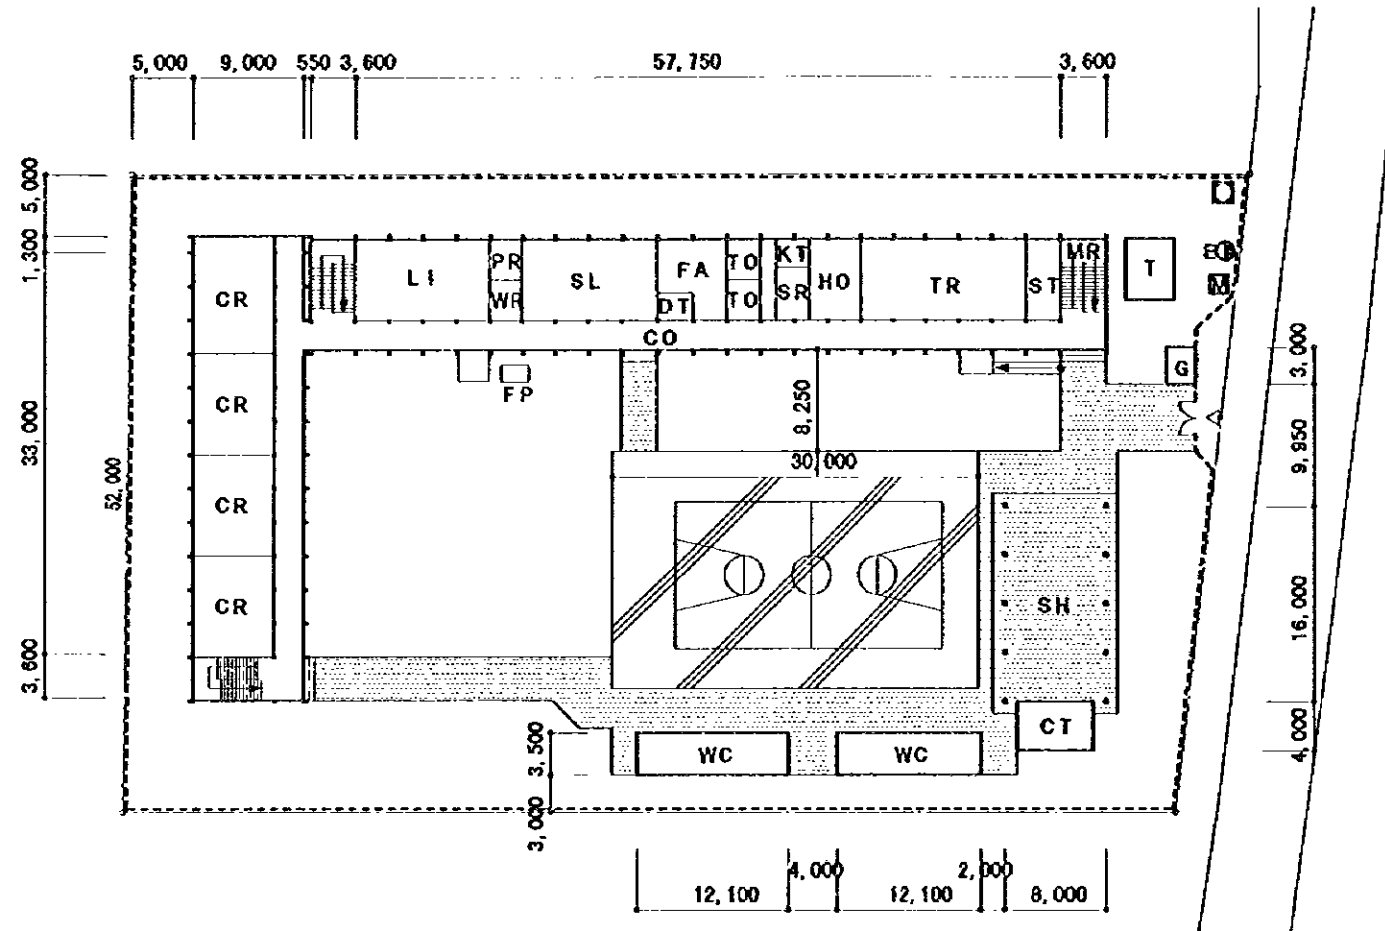 5,000 9,000 550 3,600 57,750 3,600
5,000
1,300
33,000
52,000
3,600
CR
CR
CR
CR
LI
PR
WR
SL
FA
DT
TO
TO
KT
SR
HO
TR
ST
MR
T
M
G
CO
FP
8,250
30,000
3,000
9,950
16,000
4,000
SH
CT
WC
WC
3,500
3,000
4,000 2,000
12,100 12,100 8,000